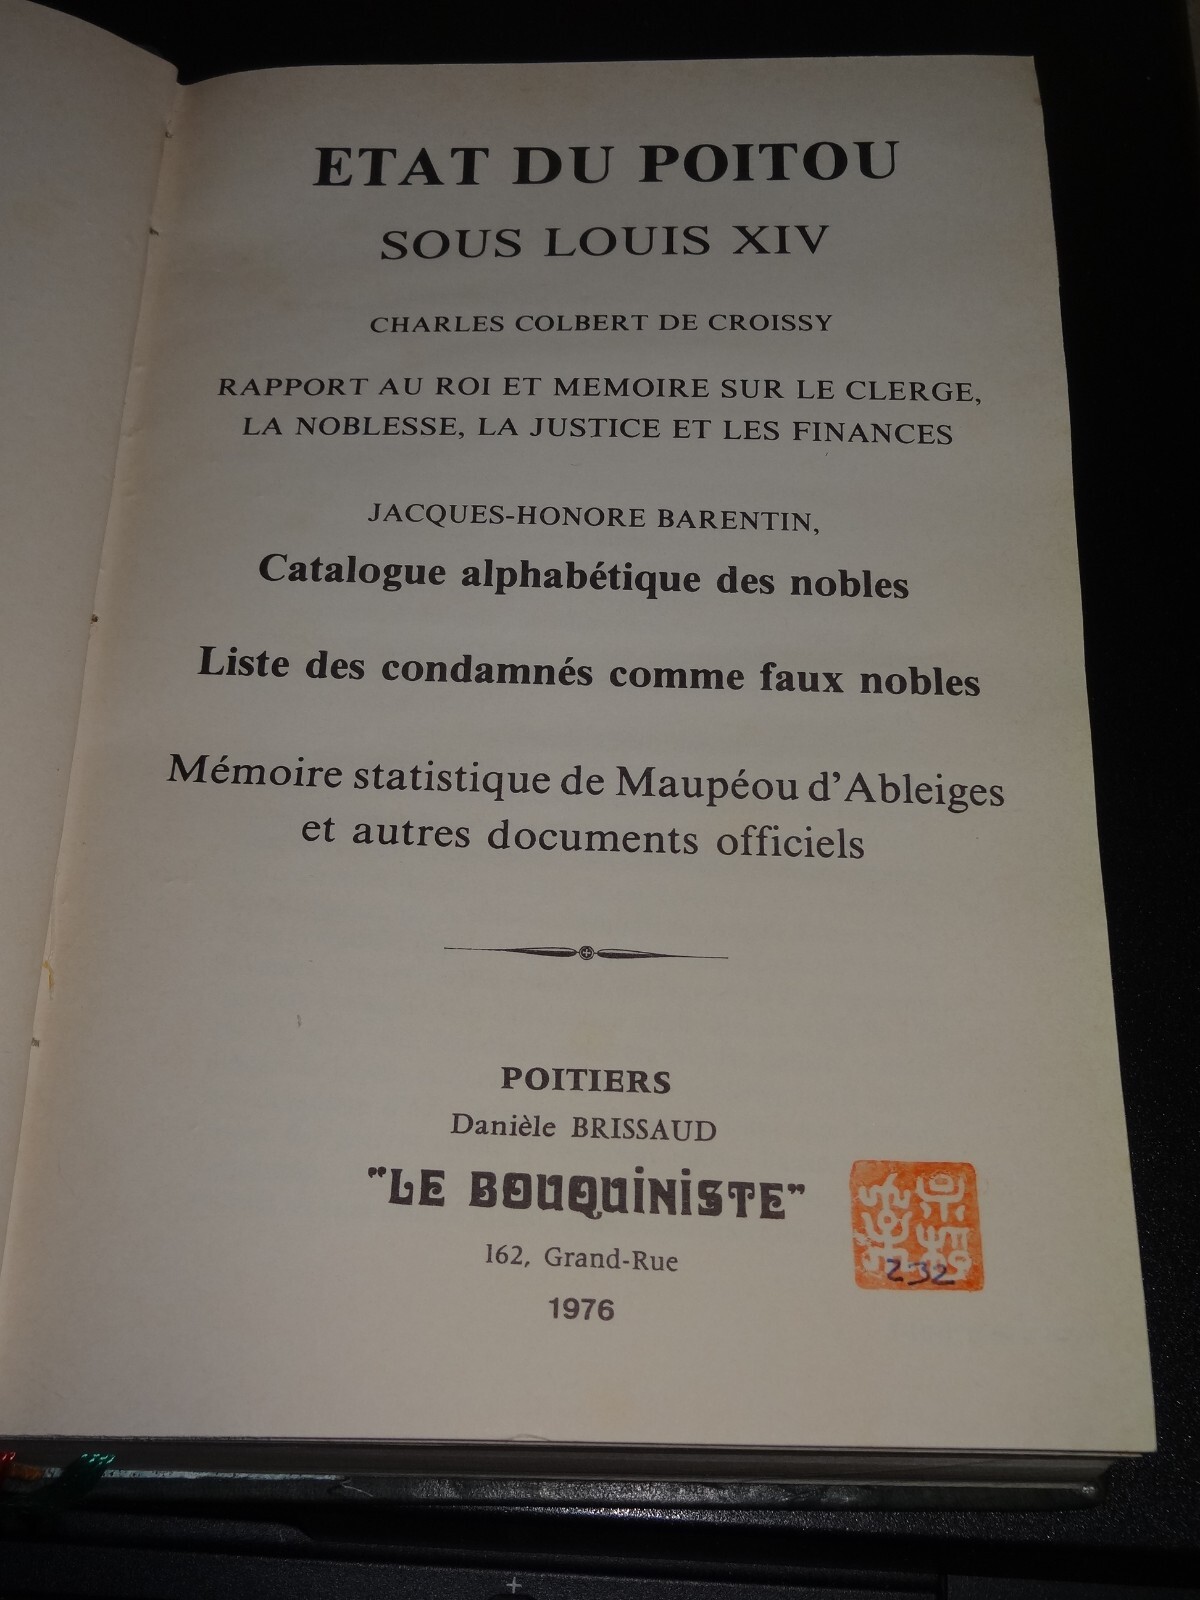 ETAT DU POITOU
SOUS LOUIS XIV
CHARLES COLBERT DE CROISSY
RAPPORT AU ROI ET MEMOIRE SUR LE CLERGE,
LA NOBLESSE, LA JUSTICE ET LES FINANCES
JACQUES-HONORE BARENTIN,
Catalogue alphabétique des nobles
Liste des condamnés comme faux nobles
Mémoire statistique de Maupéou d'Ableiges
et autres documents officiels
POITIERS
Danièle BRISSAUD
"LE BOUQUINISTE"
162, Grand-Rue
1976
232